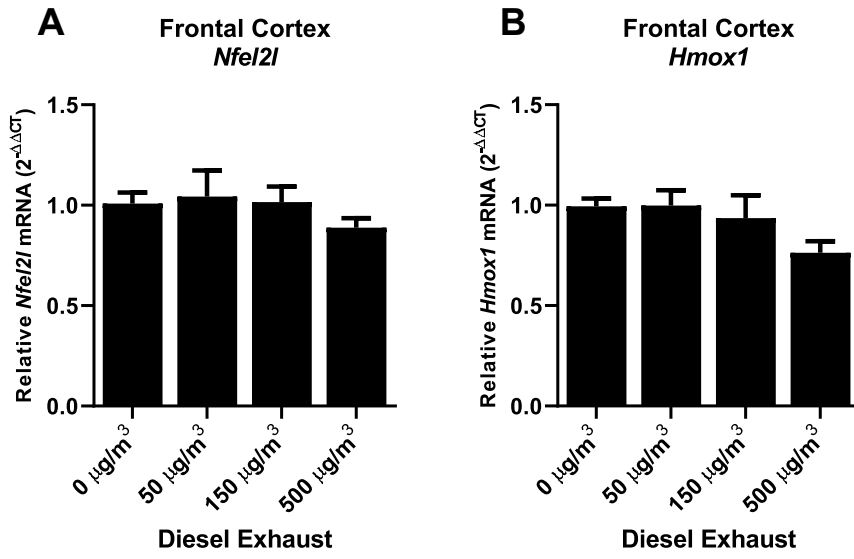 A
Frontal Cortex
Nfel2l
Relative Nfel2l mRNA (2^-ΔΔCT)
1.5
1.0
0.5
0.0
0 μg/m³
50 μg/m³
150 μg/m³
500 μg/m³
Diesel Exhaust
B
Frontal Cortex
Hmox1
Relative Hmox1 mRNA (2^-ΔΔCT)
1.5
1.0
0.5
0.0
0 μg/m³
50 μg/m³
150 μg/m³
500 μg/m³
Diesel Exhaust